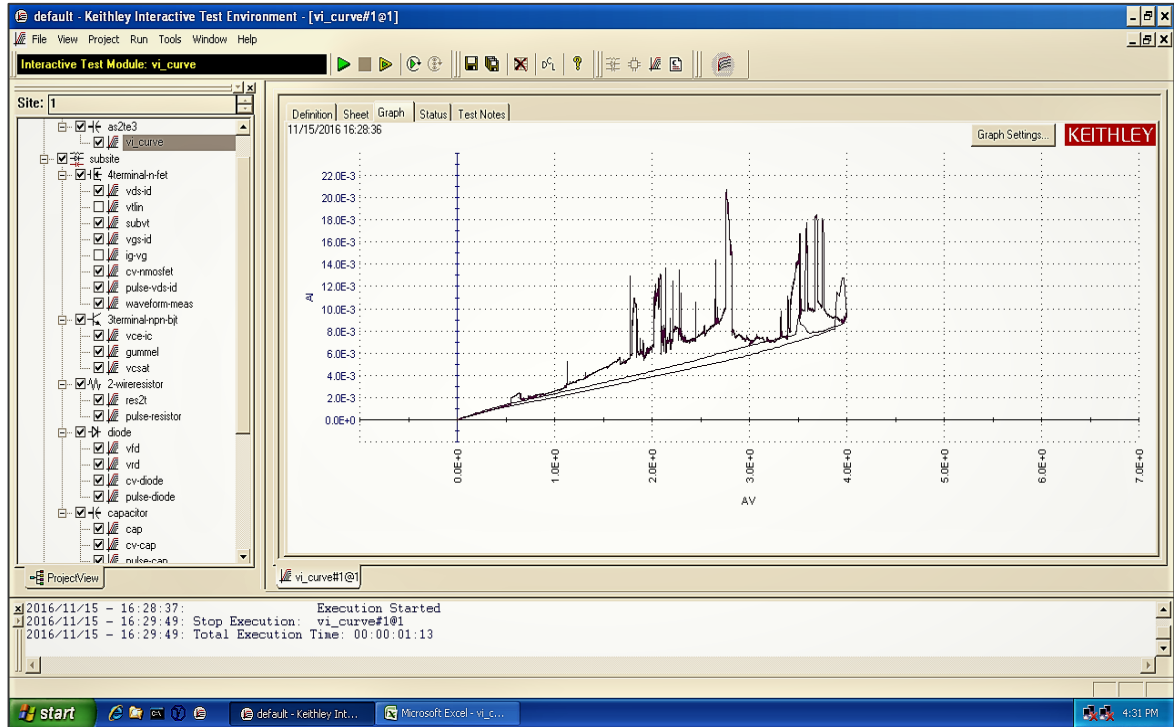 default - Keithley Interactive Test Environment - [vi_curve#1@1]
File View Project Run Tools Window Help
Interactive Test Module: vi_curve
Site: 1
as2te3
vi_curve
subsite
4terminal-n-fet
vds-id
vtlin
subvt
vgs-id
ig-vg
cv-nmosfet
pulse-vds-id
waveform-meas
3terminal-npn-bjt
vce-ic
gummel
vcsat
2-wireresistor
res2t
pulse-resistor
diode
vfd
vrd
cv-diode
pulse-diode
capacitor
cap
cv-cap
pulse-cap
ProjectView
Definition Sheet Graph Status Test Notes
11/15/2016 16:28:36
Graph Settings...
KEITHLEY
22.0E-3
20.0E-3
18.0E-3
16.0E-3
14.0E-3
12.0E-3
10.0E-3
8.0E-3
6.0E-3
4.0E-3
2.0E-3
0.0E+0
AI
0.0E+0 1.0E+0 2.0E+0 3.0E+0 4.0E+0 5.0E+0 6.0E+0 7.0E+0
AV
vi_curve#1@1
2016/11/15 - 16:28:37: Execution Started
2016/11/15 - 16:29:49: Stop Execution: vi_curve#1@1
2016/11/15 - 16:29:49: Total Execution Time: 00:00:01:13
start
default - Keithley Int...
Microsoft Excel - vi_c...
4:31 PM